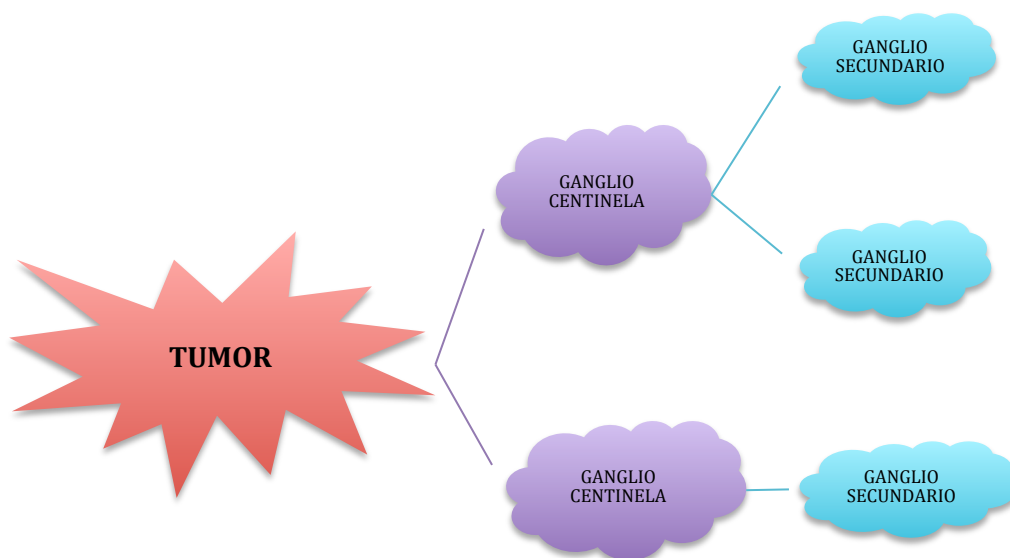 GANGLIO
SECUNDARIO
GANGLIO
CENTINELA
GANGLIO
SECUNDARIO
TUMOR
GANGLIO
CENTINELA
GANGLIO
SECUNDARIO